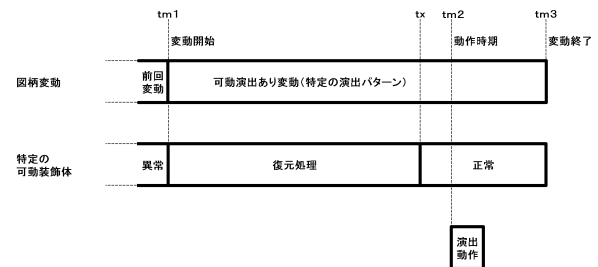 tm1
tx
tm2
tm3
変動開始
動作時期
変動終了
図柄変動
前回
変動
可動演出あり変動（特定の演出パターン）
特定の
可動装飾体
異常
復元処理
正常
演出
動作